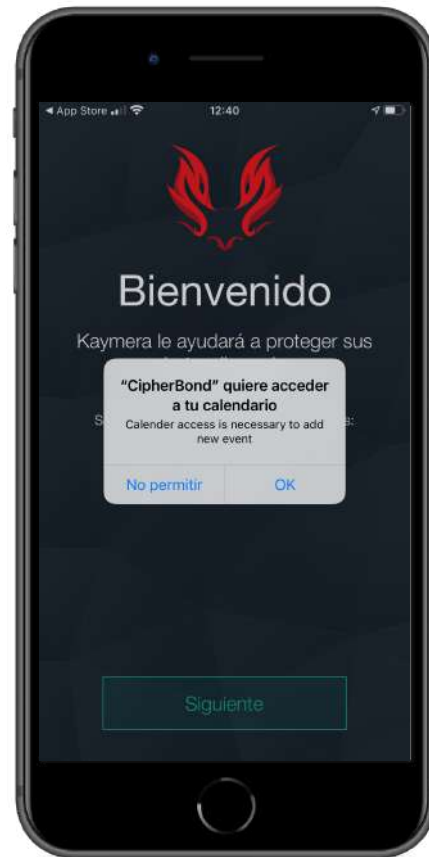 App Store
12:40
Bienvenido
Kaymera le ayudará a proteger sus
“CipherBond” quiere acceder
a tu calendario
Calender access is necessary to add
new event
No permitir
OK
Siguiente